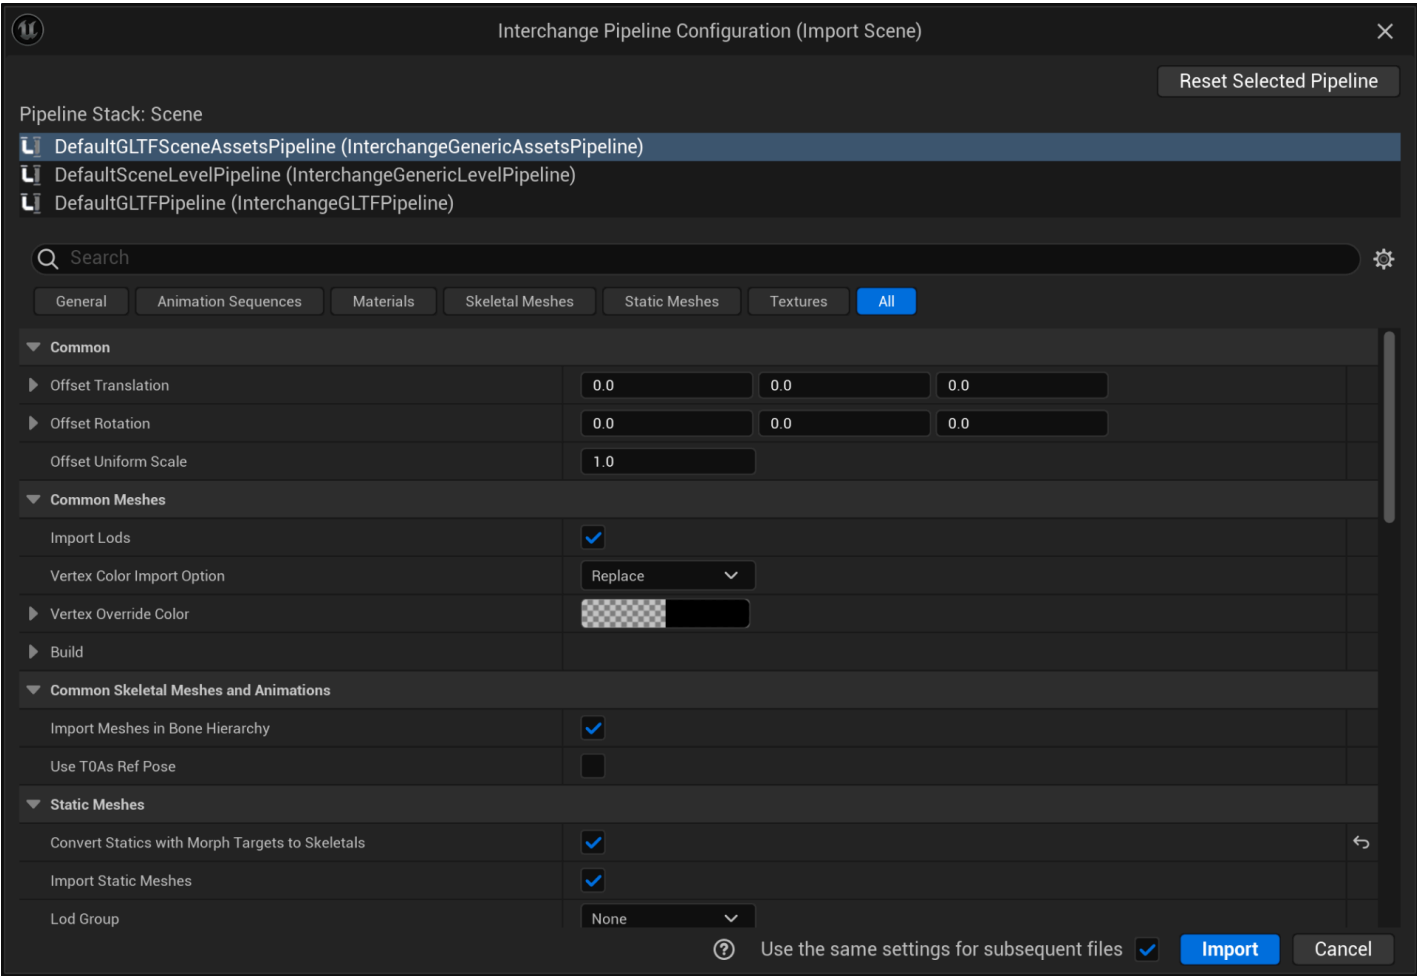 Interchange Pipeline Configuration (Import Scene)
Reset Selected Pipeline
Pipeline Stack: Scene
DefaultGLTFSceneAssetsPipeline (InterchangeGenericAssetsPipeline)
DefaultSceneLevelPipeline (InterchangeGenericLevelPipeline)
DefaultGLTFPipeline (InterchangeGLTFPipeline)
Search
General Animation Sequences Materials Skeletal Meshes Static Meshes Textures All
Common
Offset Translation 0.0 0.0 0.0
Offset Rotation 0.0 0.0 0.0
Offset Uniform Scale 1.0
Common Meshes
Import Lods
Vertex Color Import Option Replace
Vertex Override Color
Build
Common Skeletal Meshes and Animations
Import Meshes in Bone Hierarchy
Use T0As Ref Pose
Static Meshes
Convert Statics with Morph Targets to Skeletals
Import Static Meshes
Lod Group None
Use the same settings for subsequent files Import Cancel